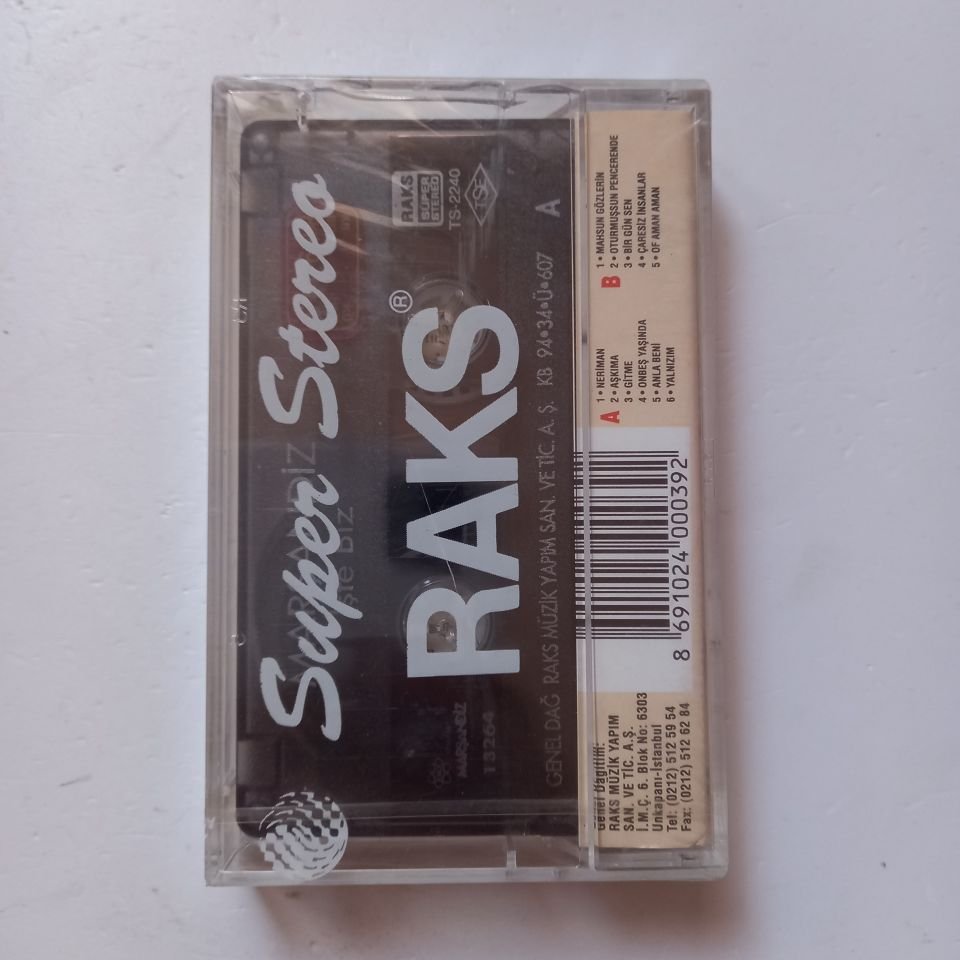 Super Stereo
MARŞANDİZ
İşte Biz
RAKS®
RAKS
SUPER
STEREO
TS-2240
TSE
A
MARŞANDİZ
13264
GENEL DAĞ RAKS MÜZİK YAPIM SAN. VE TİC. A.Ş. KB 94•34•Ü•607
A
1 • NERİMAN
2 • AŞKIMA
3 • GİTME
4 • ONBEŞ YAŞINDA
5 • ANLA BENİ
6 • YALNIZIM
B
1 • MAHSUN GÖZLERİN
2 • OTURMUŞSUN PENCERENDE
3 • BİR GÜN SEN
4 • ÇARESİZ İNSANLAR
5 • OF AMAN AMAN
8 691024 000392
Genel Dağıtım:
RAKS MÜZİK YAPIM
SAN. VE TİC. A.Ş.
İ.M.Ç. 6. Blok No: 6303
Unkapanı-İstanbul
Tel: (0212) 512 59 54
Fax: (0212) 512 62 84